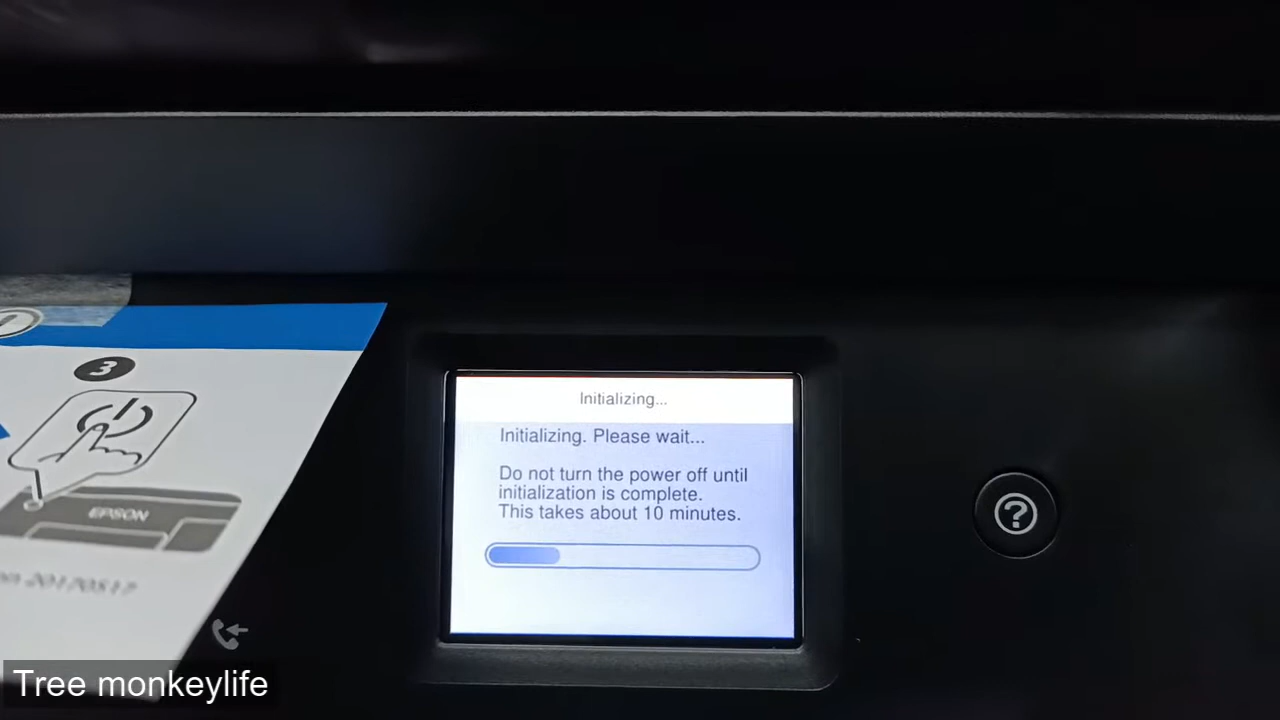 3
EPSON
Initializing...
Initializing. Please wait...
Do not turn the power off until
initialization is complete.
This takes about 10 minutes.
?
Tree monkeylife